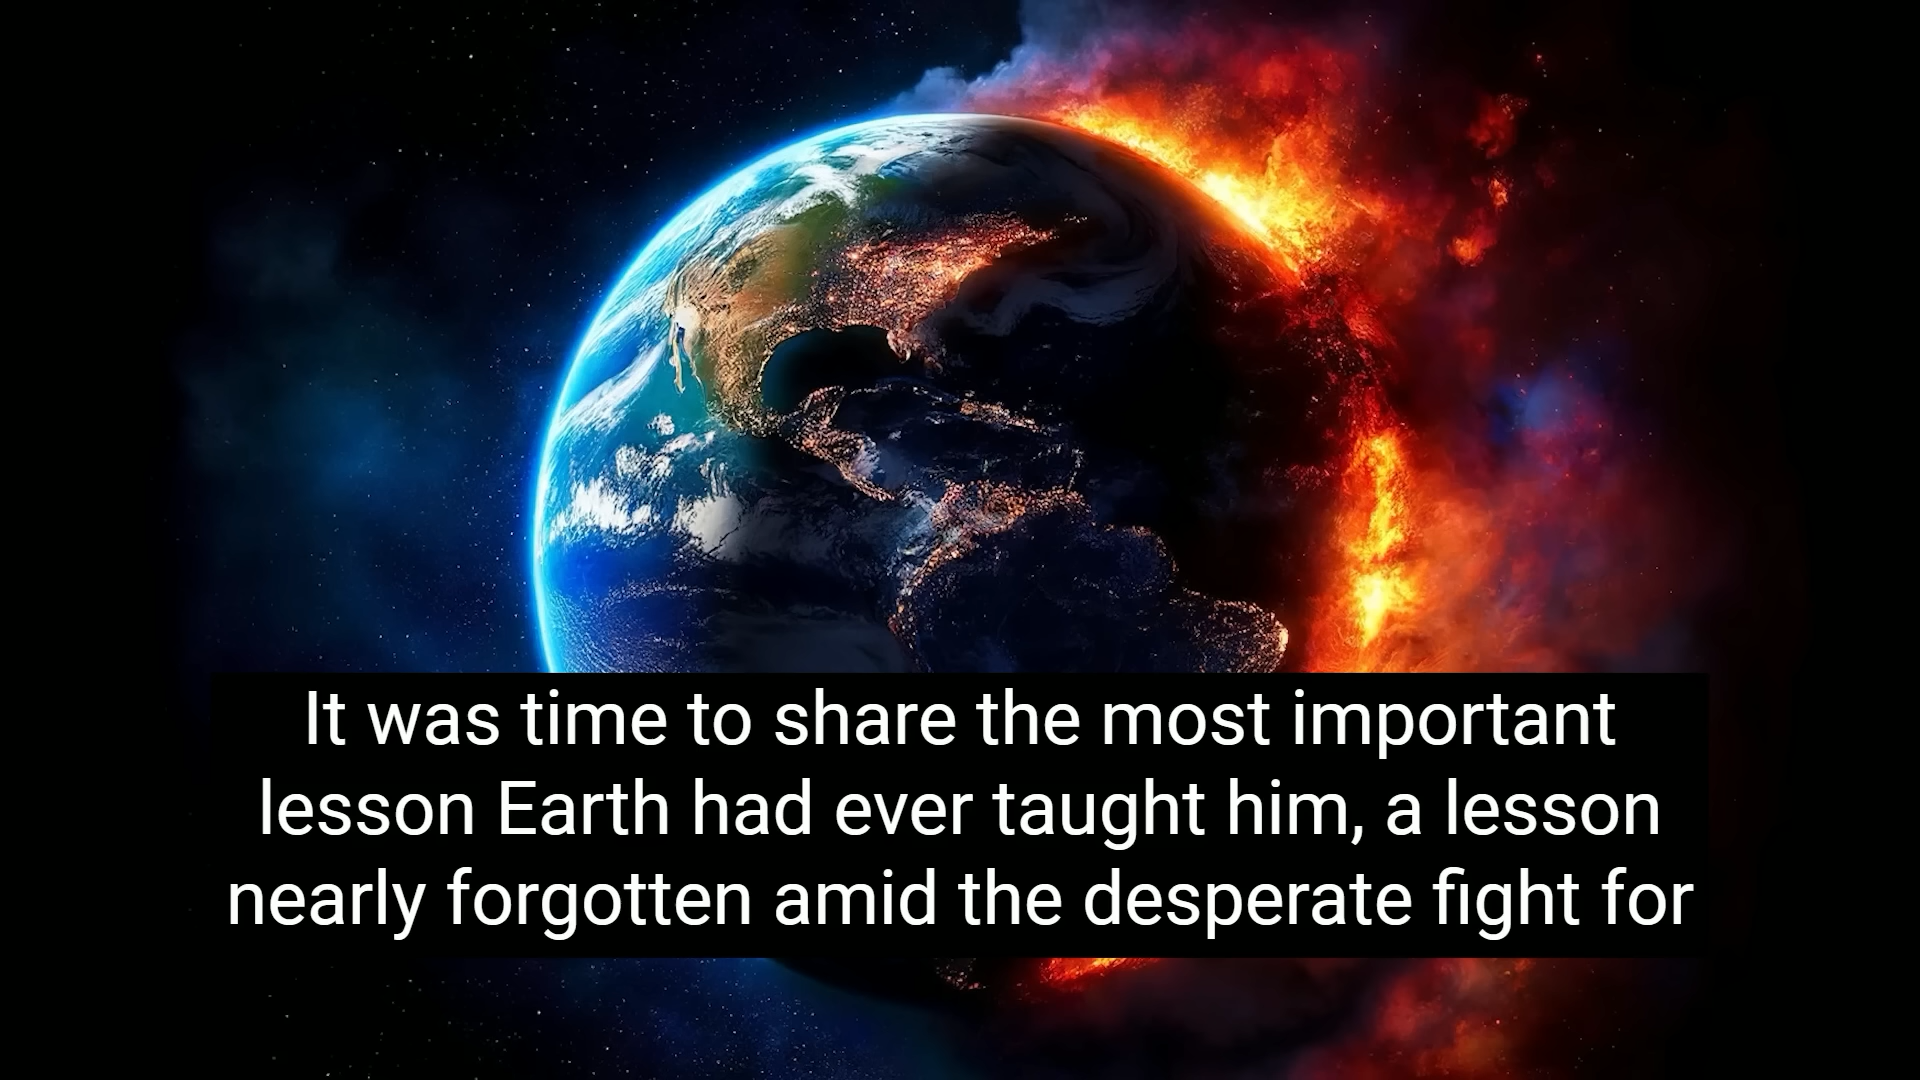 It was time to share the most important
lesson Earth had ever taught him, a lesson
nearly forgotten amid the desperate fight for